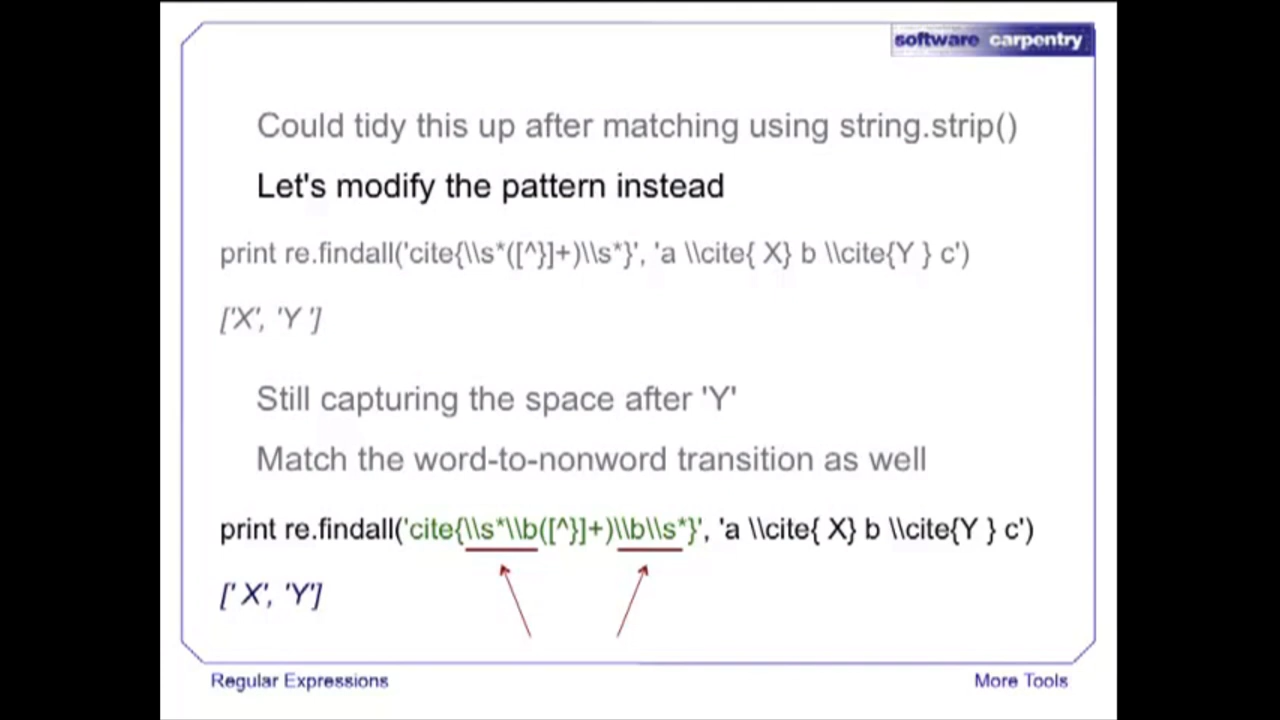 software carpentry
Could tidy this up after matching using string.strip()
Let's modify the pattern instead
print re.findall('cite{\\s*([^}]+)\\s*}', 'a \\cite{ X} b \\cite{Y } c')
['X', 'Y ']
Still capturing the space after 'Y'
Match the word-to-nonword transition as well
print re.findall('cite{\\s*\\b([^}]+)\\b\\s*}', 'a \\cite{ X} b \\cite{Y } c')
[' X', 'Y']
Regular Expressions
More Tools